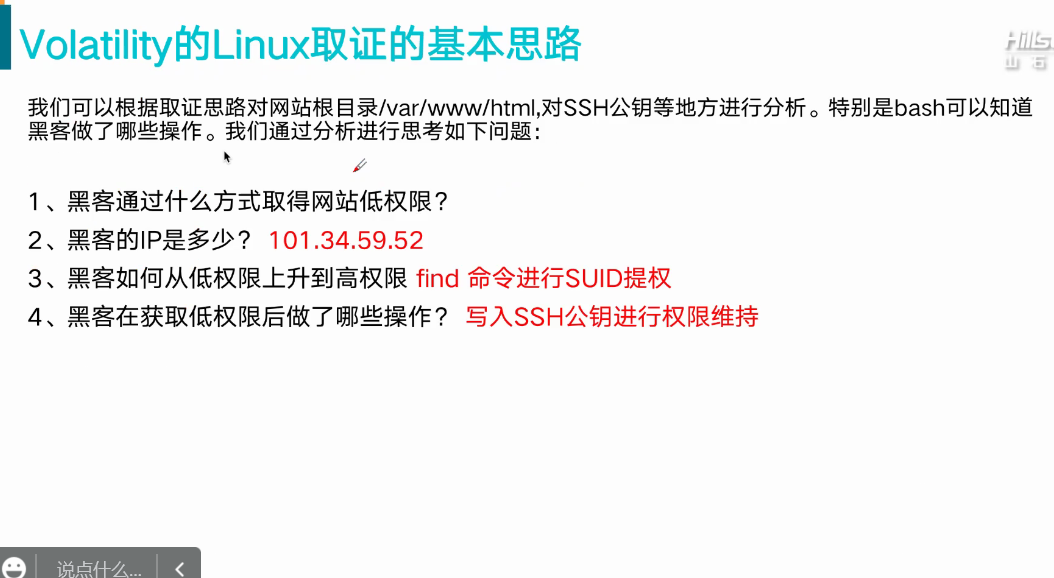 Volatility的Linux取证的基本思路
Hills
山石
我们可以根据取证思路对网站根目录/var/www/html,对SSH公钥等地方进行分析。特别是bash可以知道
黑客做了哪些操作。我们通过分析进行思考如下问题：
1、黑客通过什么方式取得网站低权限？
2、黑客的IP是多少？ 101.34.59.52
3、黑客如何从低权限上升到高权限 find 命令进行SUID提权
4、黑客在获取低权限后做了哪些操作？ 写入SSH公钥进行权限维持
说点什么...